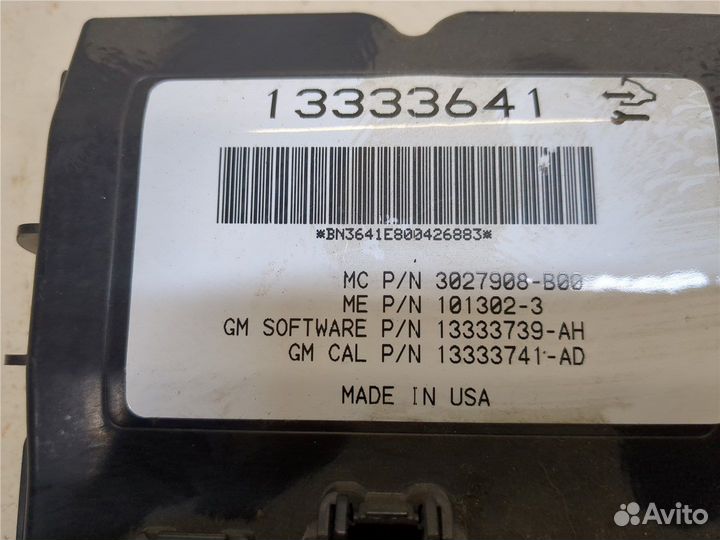 13333641
*BN3641E800426883*
MC P/N 3027908-B00
ME P/N 101302-3
GM SOFTWARE P/N 13333739-AH
GM CAL P/N 13333741-AD
MADE IN USA
Avito